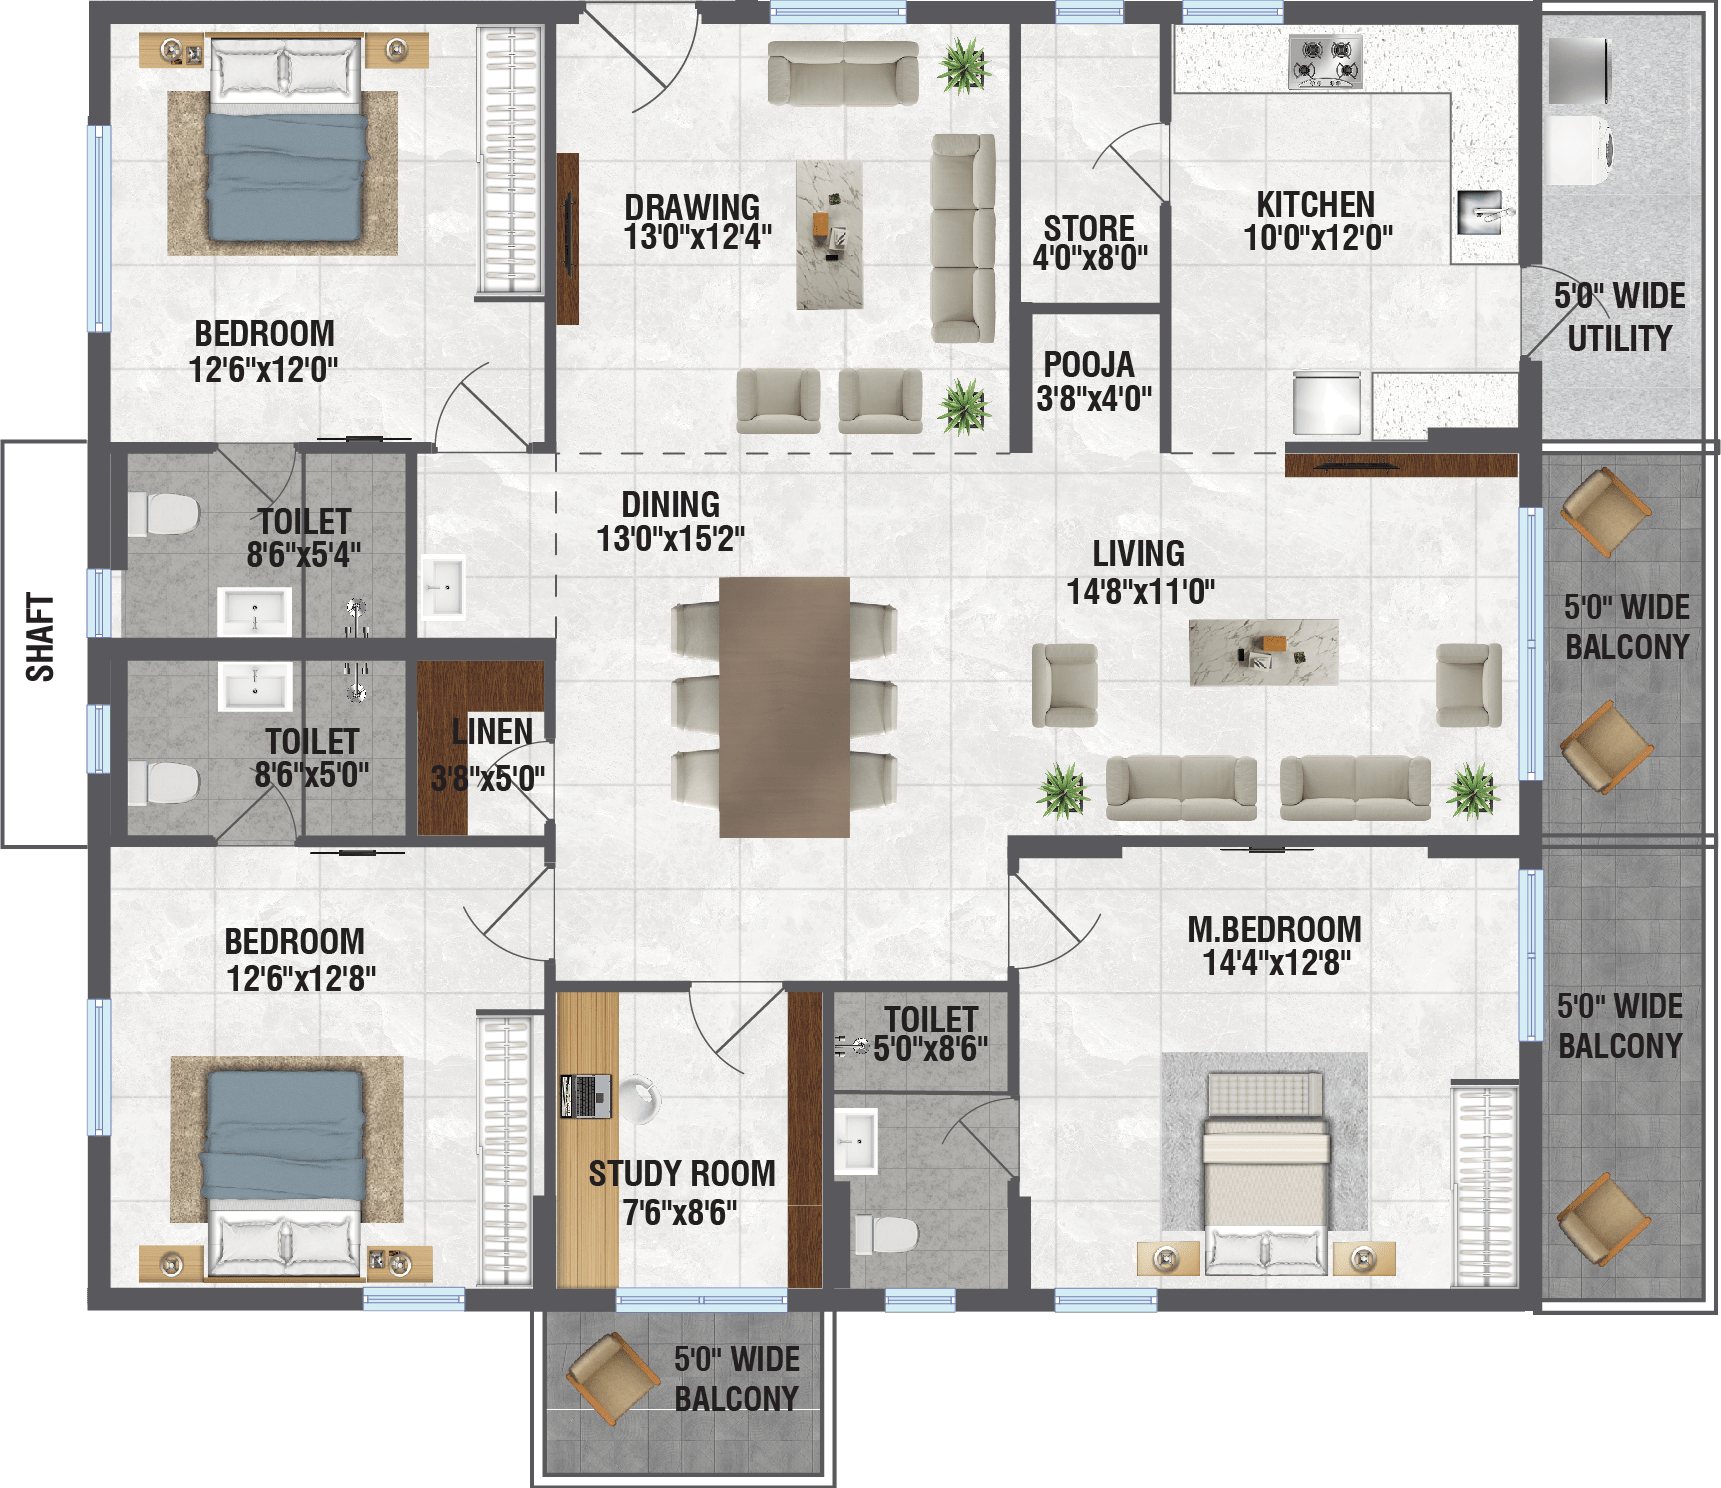 DRAWING
13'0"x12'4"
STORE
4'0"x8'0"
KITCHEN
10'0"x12'0"
5'0" WIDE
UTILITY
BEDROOM
12'6"x12'0"
POOJA
3'8"x4'0"
TOILET
8'6"x5'4"
DINING
13'0"x15'2"
LIVING
14'8"x11'0"
5'0" WIDE
BALCONY
SHAFT
TOILET
8'6"x5'0"
LINEN
3'8"x5'0"
BEDROOM
12'6"x12'8"
M.BEDROOM
14'4"x12'8"
TOILET
5'0"x8'6"
5'0" WIDE
BALCONY
STUDY ROOM
7'6"x8'6"
5'0" WIDE
BALCONY